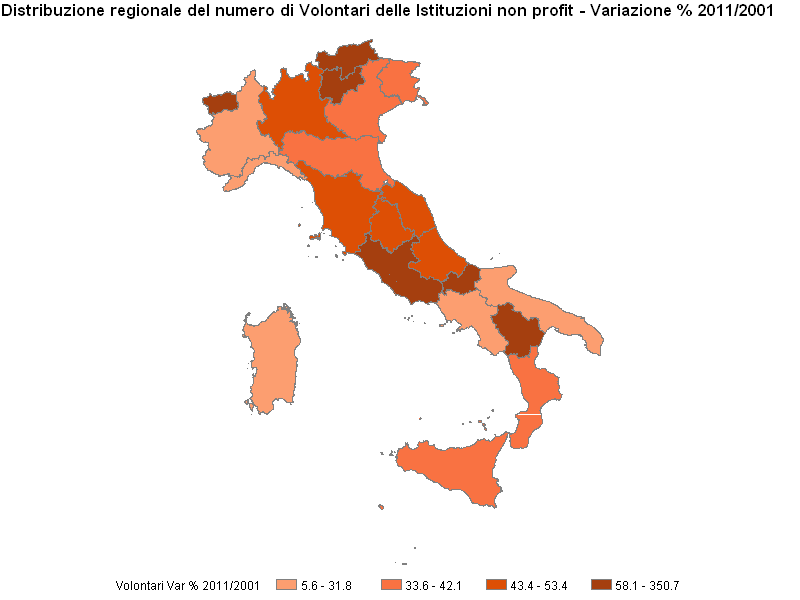 Distribuzione regionale del numero di Volontari delle Istituzioni non profit - Variazione % 2011/2001
Volontari Var % 2011/2001 5.6 - 31.8 33.6 - 42.1 43.4 - 53.4 58.1 - 350.7